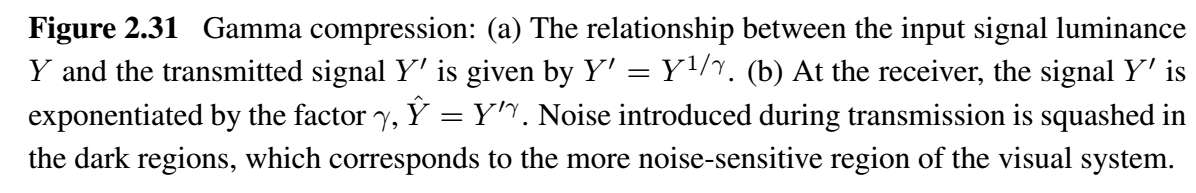 Figure 2.31 Gamma compression: (a) The relationship between the input signal luminance
Y and the transmitted signal Y′ is given by Y′ = Y^{1/γ}. (b) At the receiver, the signal Y′ is
exponentiated by the factor γ, Ŷ = Y′^γ. Noise introduced during transmission is squashed in
the dark regions, which corresponds to the more noise-sensitive region of the visual system.